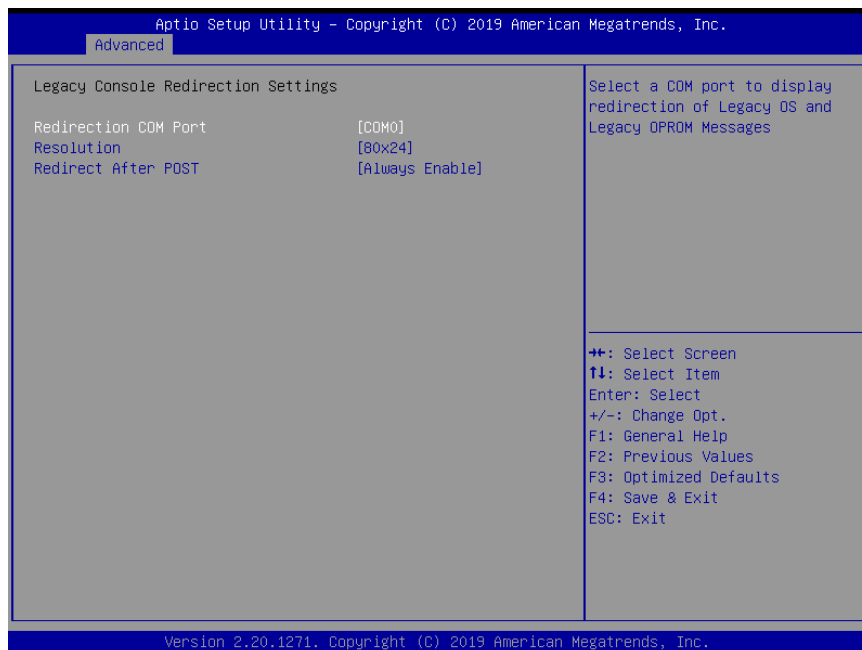 Aptio Setup Utility – Copyright (C) 2019 American Megatrends, Inc.
Advanced
Legacy Console Redirection Settings
Redirection COM Port [COM0]
Resolution [80x24]
Redirect After POST [Always Enable]
Select a COM port to display
redirection of Legacy OS and
Legacy OPROM Messages
→←: Select Screen
↑↓: Select Item
Enter: Select
+/-: Change Opt.
F1: General Help
F2: Previous Values
F3: Optimized Defaults
F4: Save & Exit
ESC: Exit
Version 2.20.1271. Copyright (C) 2019 American Megatrends, Inc.